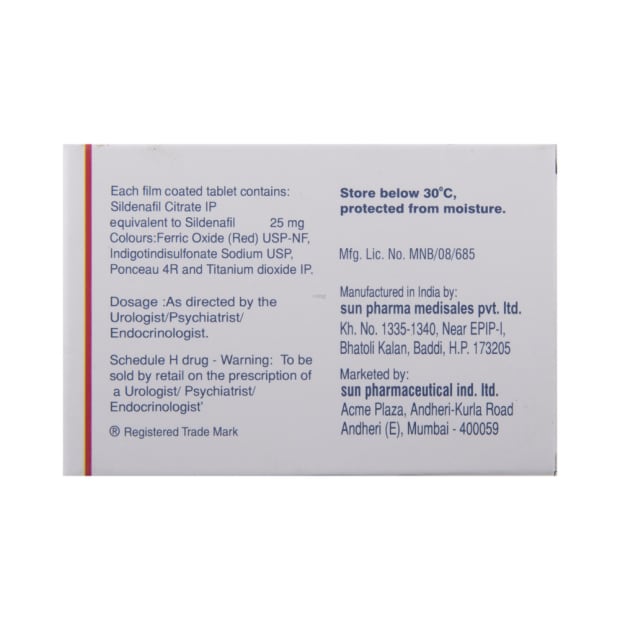 Each film coated tablet contains:
Sildenafil Citrate IP
equivalent to Sildenafil 25 mg
Colours:Ferric Oxide (Red) USP-NF,
Indigotindisulfonate Sodium USP,
Ponceau 4R and Titanium dioxide IP.
Dosage :As directed by the
Urologist/Psychiatrist/
Endocrinologist.
Schedule H drug - Warning: To be
sold by retail on the prescription of
a Urologist/ Psychiatrist/
Endocrinologist'
® Registered Trade Mark
Store below 30°C,
protected from moisture.
Mfg. Lic. No. MNB/08/685
Manufactured in India by:
sun pharma medisales pvt. ltd.
Kh. No. 1335-1340, Near EPIP-I,
Bhatoli Kalan, Baddi, H.P. 173205
Marketed by:
sun pharmaceutical ind. ltd.
Acme Plaza, Andheri-Kurla Road
Andheri (E), Mumbai - 400059